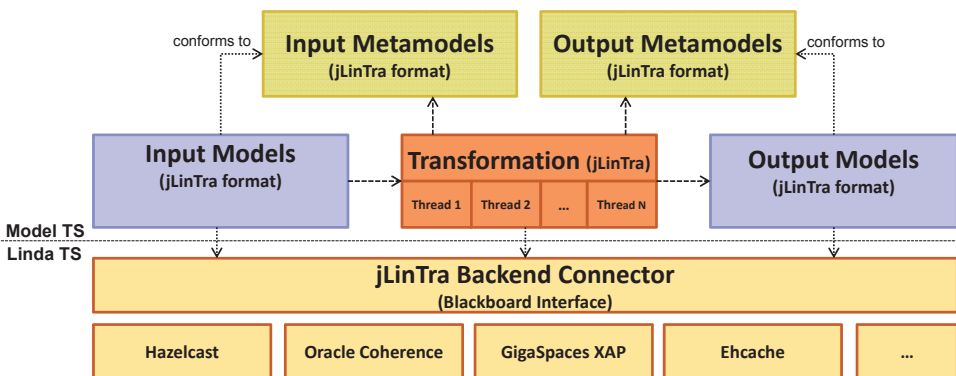 Input Metamodels
(jLinTra format)
Output Metamodels
(jLinTra format)
conforms to
conforms to
Input Models
(jLinTra format)
Transformation (jLinTra)
Thread 1
Thread 2
...
Thread N
Output Models
(jLinTra format)
Model TS
Linda TS
jLinTra Backend Connector
(Blackboard Interface)
Hazelcast
Oracle Coherence
GigaSpaces XAP
Ehcache
...